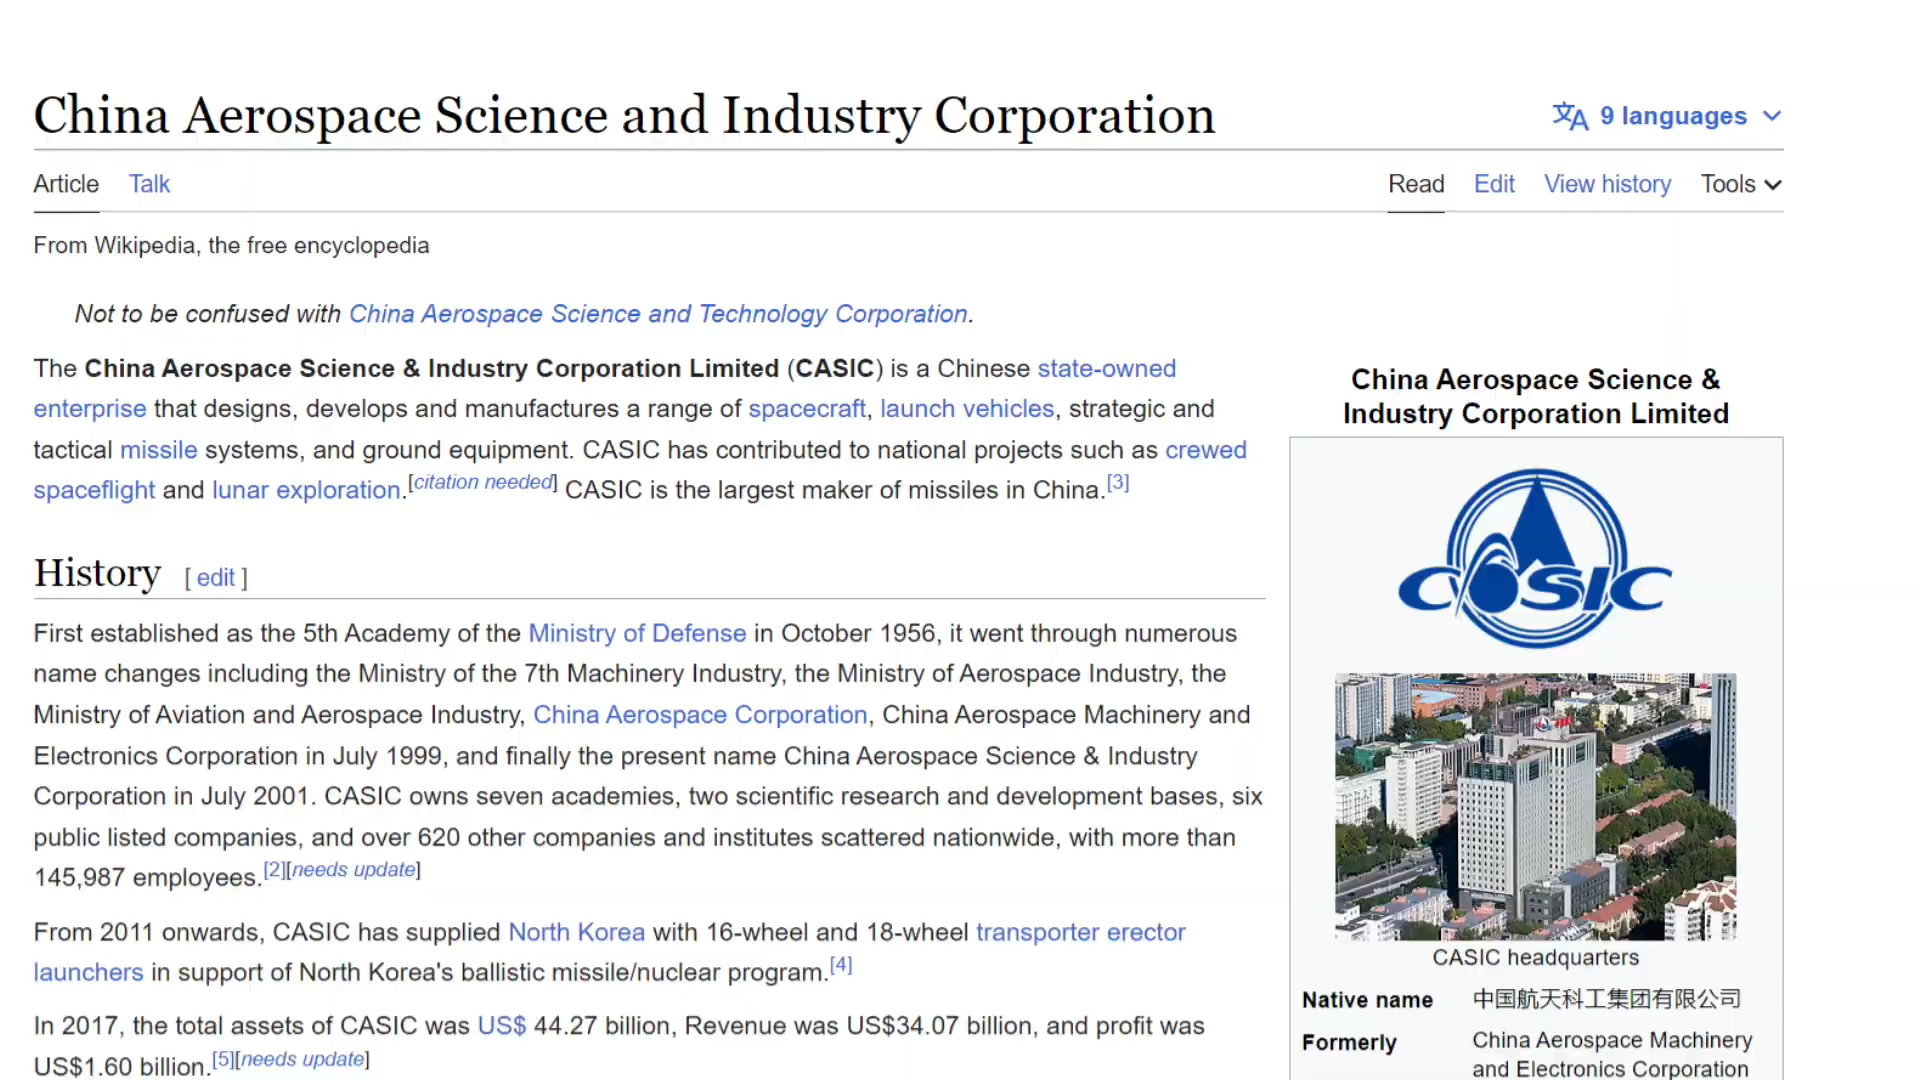 China Aerospace Science and Industry Corporation
9 languages
Article Talk
Read Edit View history Tools
From Wikipedia, the free encyclopedia
Not to be confused with China Aerospace Science and Technology Corporation.
The China Aerospace Science & Industry Corporation Limited (CASIC) is a Chinese state-owned
enterprise that designs, develops and manufactures a range of spacecraft, launch vehicles, strategic and
tactical missile systems, and ground equipment. CASIC has contributed to national projects such as crewed
spaceflight and lunar exploration.[citation needed] CASIC is the largest maker of missiles in China.[3]
History [ edit ]
First established as the 5th Academy of the Ministry of Defense in October 1956, it went through numerous
name changes including the Ministry of the 7th Machinery Industry, the Ministry of Aerospace Industry, the
Ministry of Aviation and Aerospace Industry, China Aerospace Corporation, China Aerospace Machinery and
Electronics Corporation in July 1999, and finally the present name China Aerospace Science & Industry
Corporation in July 2001. CASIC owns seven academies, two scientific research and development bases, six
public listed companies, and over 620 other companies and institutes scattered nationwide, with more than
145,987 employees.[2][needs update]
From 2011 onwards, CASIC has supplied North Korea with 16-wheel and 18-wheel transporter erector
launchers in support of North Korea's ballistic missile/nuclear program.[4]
In 2017, the total assets of CASIC was US$ 44.27 billion, Revenue was US$34.07 billion, and profit was
US$1.60 billion.[5][needs update]
China Aerospace Science &
Industry Corporation Limited
CASIC
CASIC headquarters
Native name 中国航天科工集团有限公司
Formerly China Aerospace Machinery
and Electronics Corporation